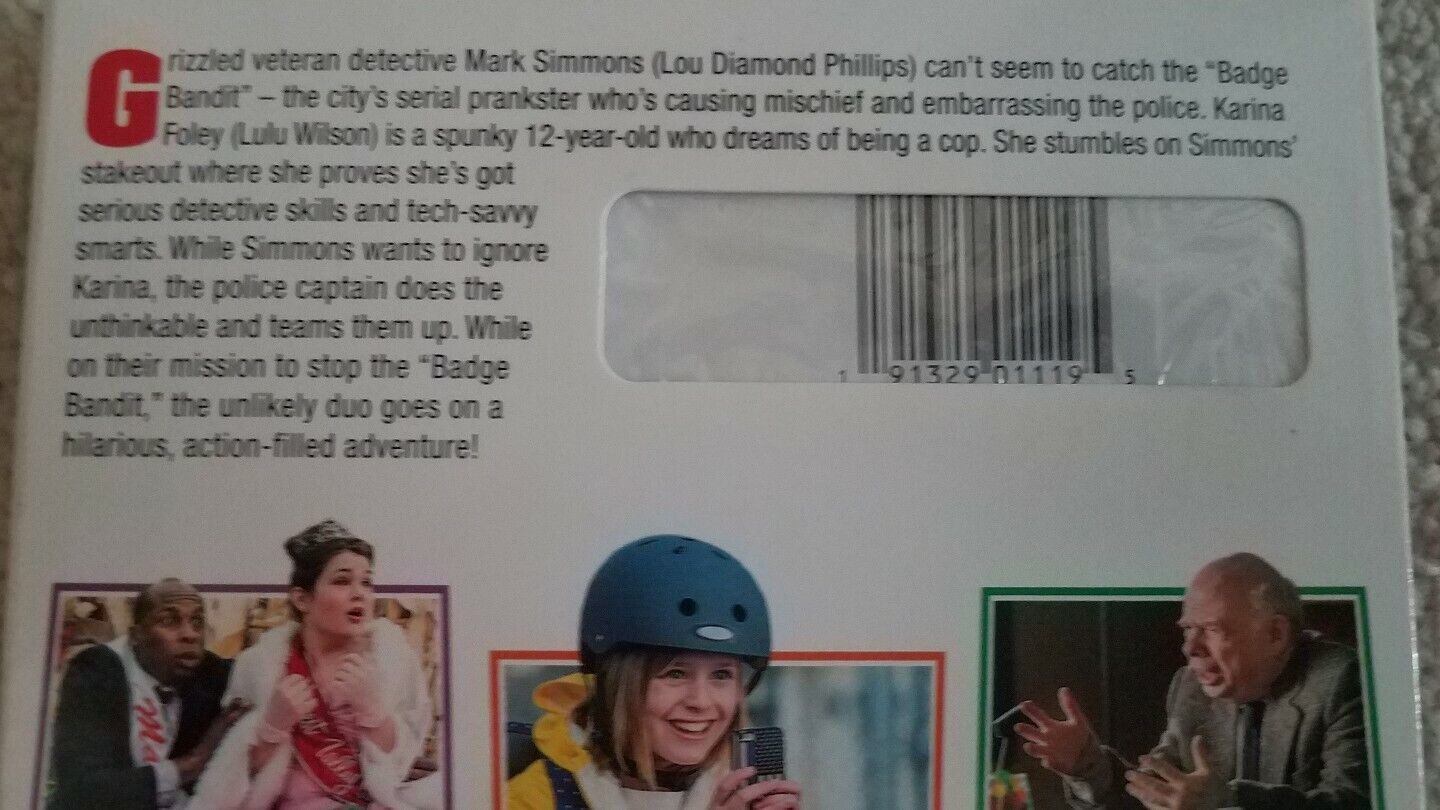 Grizzled veteran detective Mark Simmons (Lou Diamond Phillips) can't seem to catch the "Badge
Bandit" – the city's serial prankster who's causing mischief and embarrassing the police. Karina
Foley (Lulu Wilson) is a spunky 12-year-old who dreams of being a cop. She stumbles on Simmons'
stakeout where she proves she's got
serious detective skills and tech-savvy
smarts. While Simmons wants to ignore
Karina, the police captain does the
unthinkable and teams them up. While
on their mission to stop the "Badge
Bandit," the unlikely duo goes on a
hilarious, action-filled adventure!
1 91329 01119 5